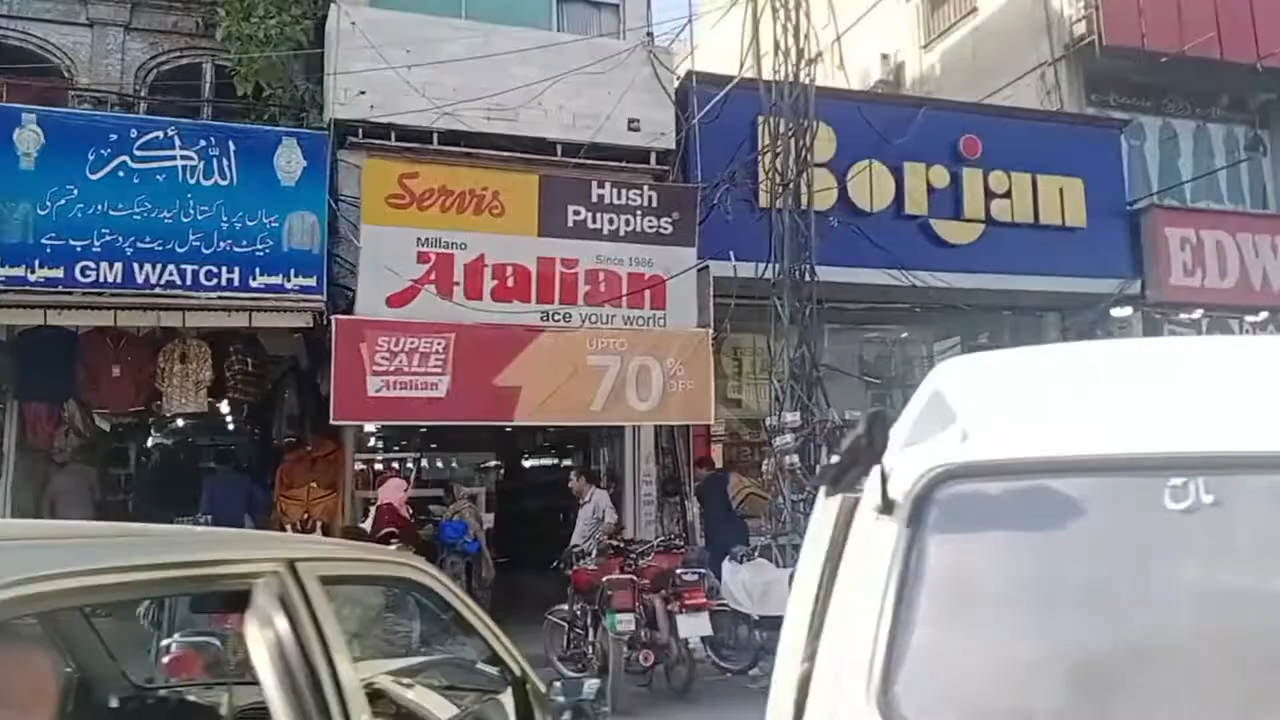 اللہ أكبر
یہاں پر پاکستانی لیدر جیکٹ اور ہر قسم کی
جیکٹ ہول سیل ریٹ پر دستیاب ہے
سیل سیل GM WATCH سیل سیل
Servis
Hush
Puppies®
Millano
Atalian
Since 1986
ace your world
SUPER
SALE
Atalian
UPTO
70%
OFF
Borjan
EDW